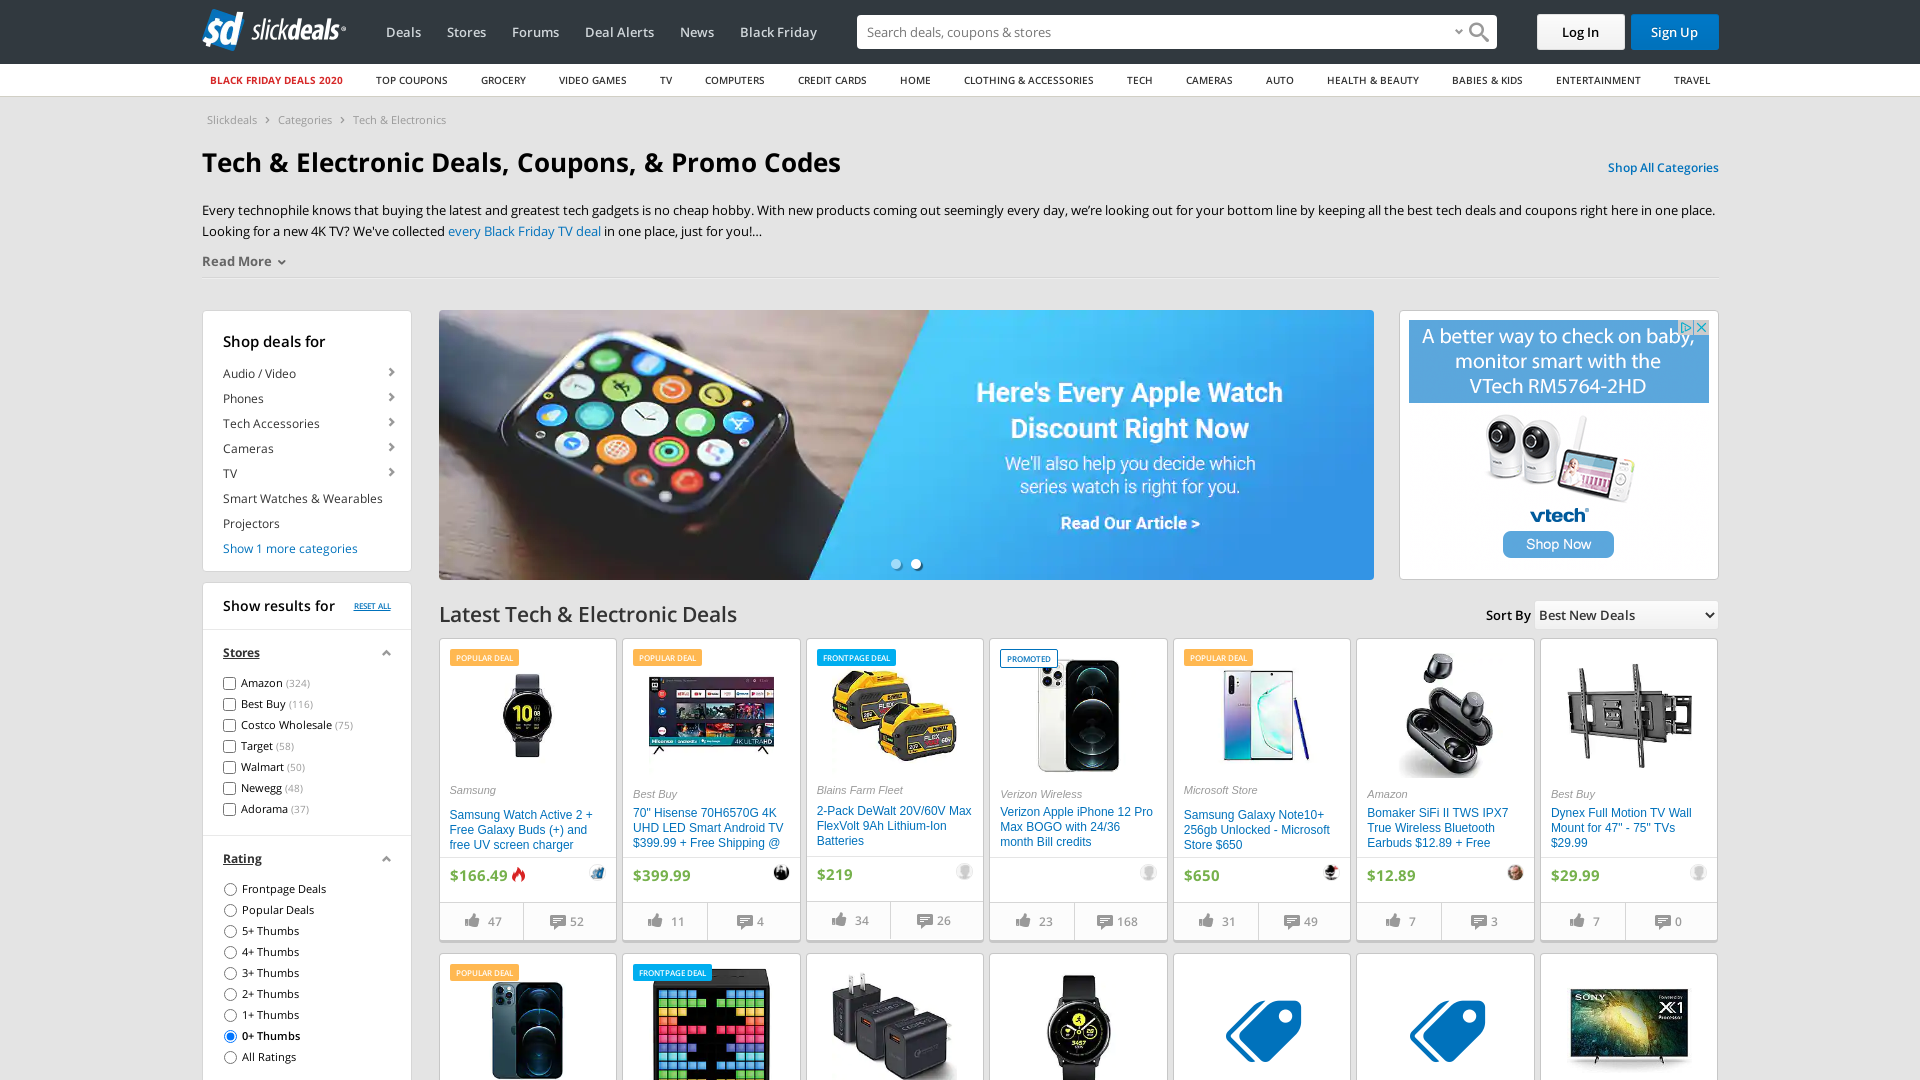 slickdeals
Deals
Stores
Forums
Deal Alerts
News
Black Friday
Search deals, coupons & stores
Log In
Sign Up
BLACK FRIDAY DEALS 2020
TOP COUPONS
GROCERY
VIDEO GAMES
TV
COMPUTERS
CREDIT CARDS
HOME
CLOTHING & ACCESSORIES
TECH
CAMERAS
AUTO
HEALTH & BEAUTY
BABIES & KIDS
ENTERTAINMENT
TRAVEL
Slickdeals > Categories > Tech & Electronics
Tech & Electronic Deals, Coupons, & Promo Codes
Shop All Categories
Every technophile knows that buying the latest and greatest tech gadgets is no cheap hobby. With new products coming out seemingly every day, we’re looking out for your bottom line by keeping all the best tech deals and coupons right here in one place.
Looking for a new 4K TV? We've collected every Black Friday TV deal in one place, just for you!...
Read More
Shop deals for
Audio / Video
Phones
Tech Accessories
Cameras
TV
Smart Watches & Wearables
Projectors
Show 1 more categories
Show results for
RESET ALL
Stores
Amazon (324)
Best Buy (116)
Costco Wholesale (75)
Target (58)
Walmart (50)
Newegg (48)
Adorama (37)
Rating
Frontpage Deals
Popular Deals
5+ Thumbs
4+ Thumbs
3+ Thumbs
2+ Thumbs
1+ Thumbs
0+ Thumbs
All Ratings
Here's Every Apple Watch
Discount Right Now
We'll also help you decide which
series watch is right for you.
Read Our Article >
A better way to check on baby,
monitor smart with the
VTech RM5764-2HD
vtech
Shop Now
Latest Tech & Electronic Deals
Sort By
Best New Deals
POPULAR DEAL
Samsung
Samsung Watch Active 2 +
Free Galaxy Buds (+) and
free UV screen charger
$166.49
47
52
POPULAR DEAL
Best Buy
70" Hisense 70H6570G 4K
UHD LED Smart Android TV
$399.99 + Free Shipping @
$399.99
11
4
FRONTPAGE DEAL
Blains Farm Fleet
2-Pack DeWalt 20V/60V Max
FlexVolt 9Ah Lithium-Ion
Batteries
$219
34
26
PROMOTED
Verizon Wireless
Verizon Apple iPhone 12 Pro
Max BOGO with 24/36
month Bill credits
23
168
POPULAR DEAL
Microsoft Store
Samsung Galaxy Note10+
256gb Unlocked - Microsoft
Store $650
$650
31
49
Amazon
Bomaker SiFi II TWS IPX7
True Wireless Bluetooth
Earbuds $12.89 + Free
$12.89
7
3
Best Buy
Dynex Full Motion TV Wall
Mount for 47" - 75" TVs
$29.99
$29.99
7
0
POPULAR DEAL
FRONTPAGE DEAL
SONY
X1
Processor